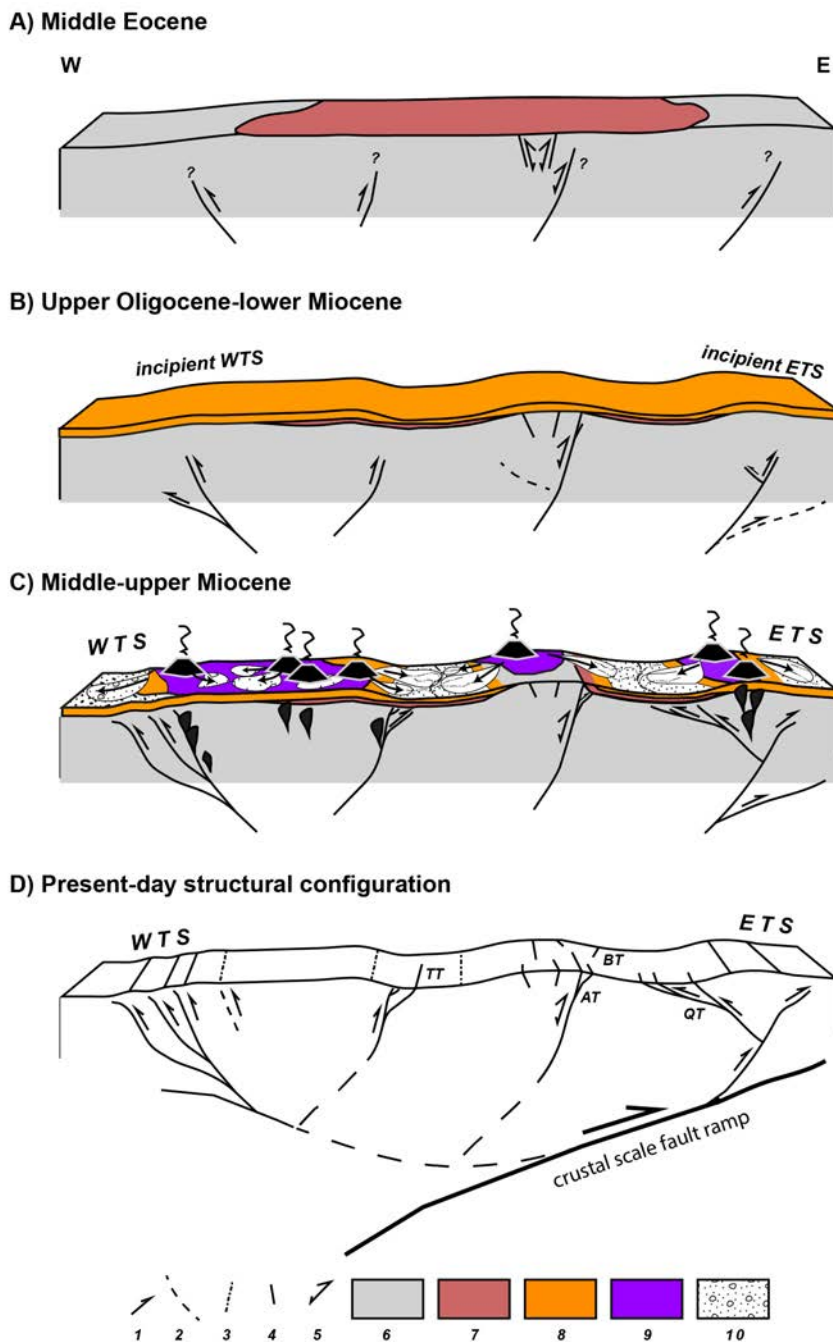 A) Middle Eocene
W E
? ? ? ?
B) Upper Oligocene-lower Miocene
incipient WTS incipient ETS
C) Middle-upper Miocene
WTS ETS
D) Present-day structural configuration
WTS ETS
TT BT
AT
QT
crustal scale fault ramp
1 2 3 4 5 6 7 8 9 10